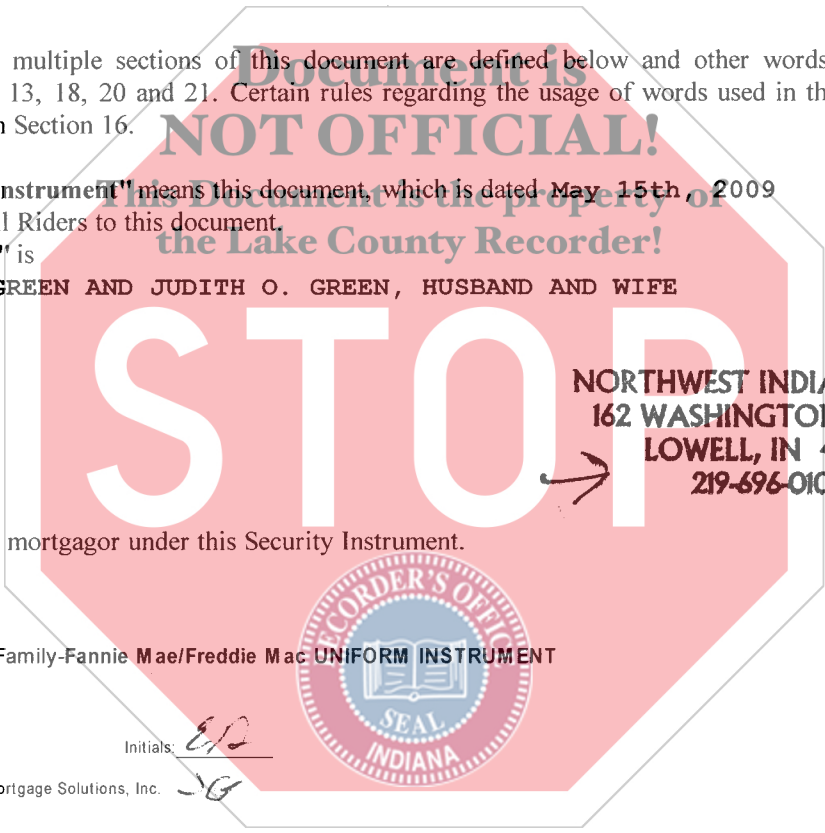 multiple sections of this document are defined below and other words
13, 18, 20 and 21. Certain rules regarding the usage of words used in th
n Section 16.
Document is
NOT OFFICIAL!
This Document is the property of
the Lake County Recorder!
nstrument" means this document, which is dated May 15th, 2009
l Riders to this document.
" is
GREEN AND JUDITH O. GREEN, HUSBAND AND WIFE
STOP
NORTHWEST INDIA
162 WASHINGTO
LOWELL, IN
219-696-010
mortgagor under this Security Instrument.
RECORDER'S OFFIC
SEAL
INDIANA
Family-Fannie Mae/Freddie Mac UNIFORM INSTRUMENT
Initials:
ortgage Solutions, Inc. JG